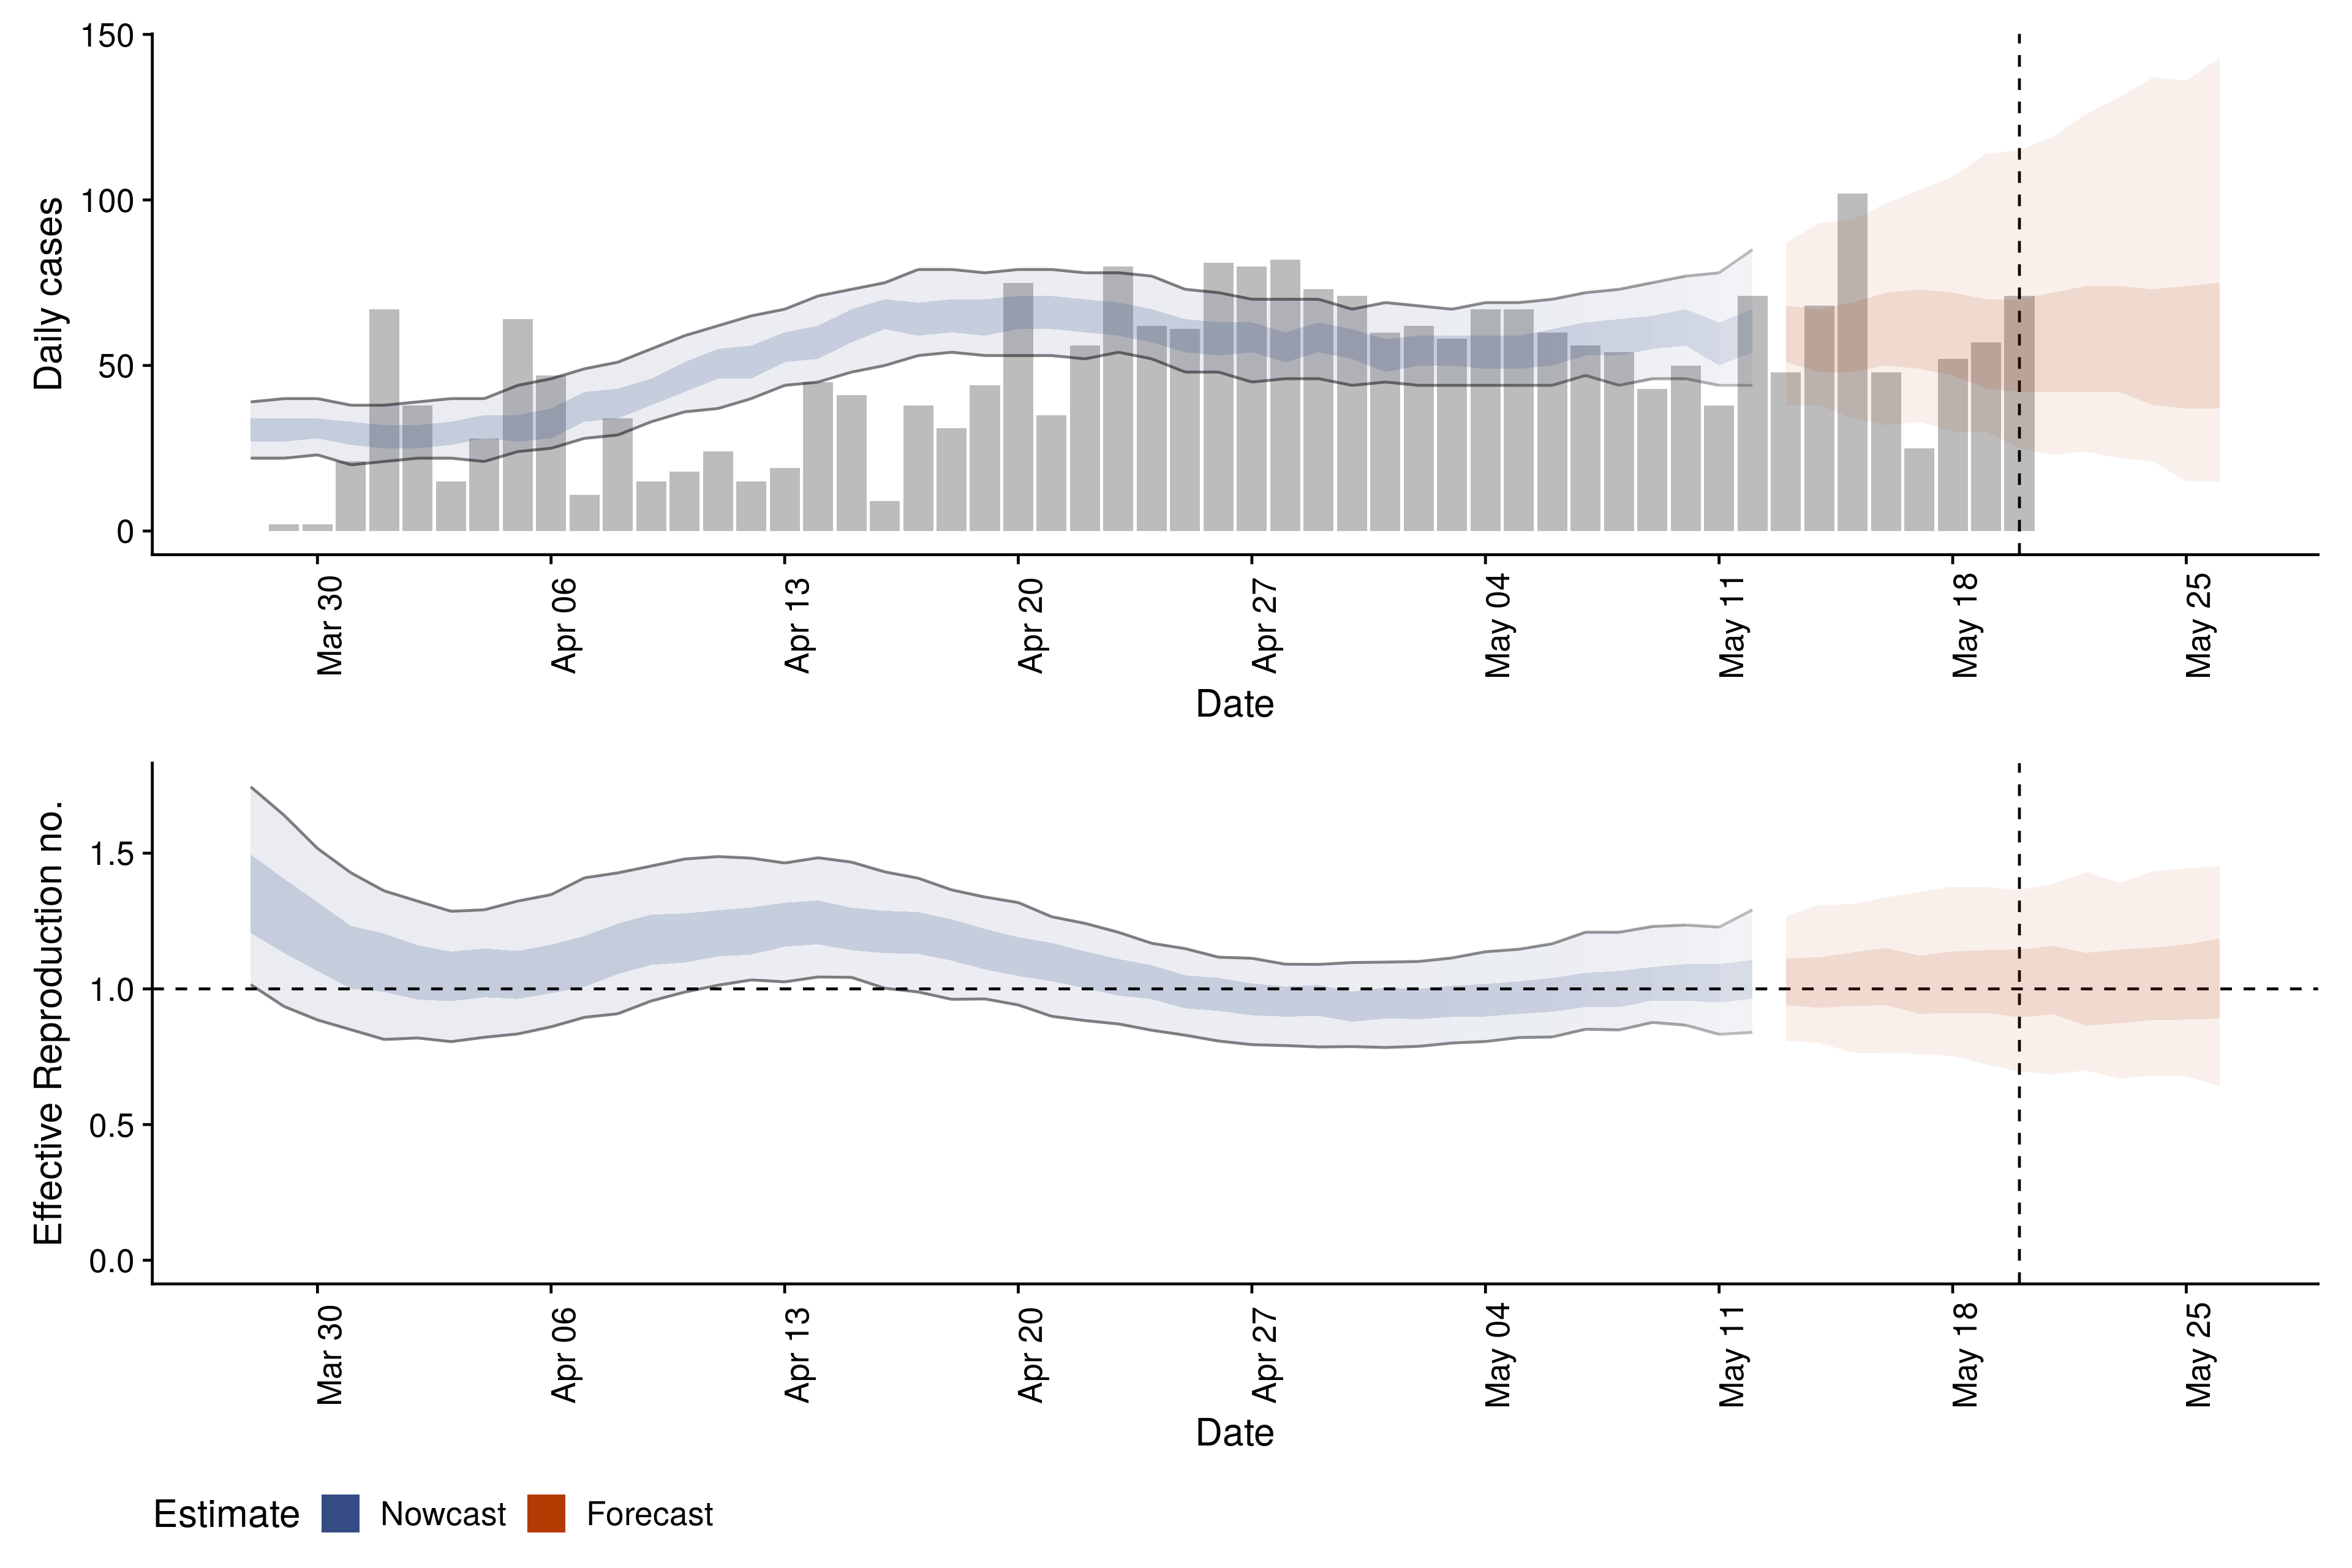 150
100
50
0
Daily cases
Mar 30
Apr 06
Apr 13
Apr 20
Apr 27
May 04
May 11
May 18
May 25
Date
1.5
1.0
0.5
0.0
Effective Reproduction no.
Mar 30
Apr 06
Apr 13
Apr 20
Apr 27
May 04
May 11
May 18
May 25
Date
Estimate Nowcast Forecast